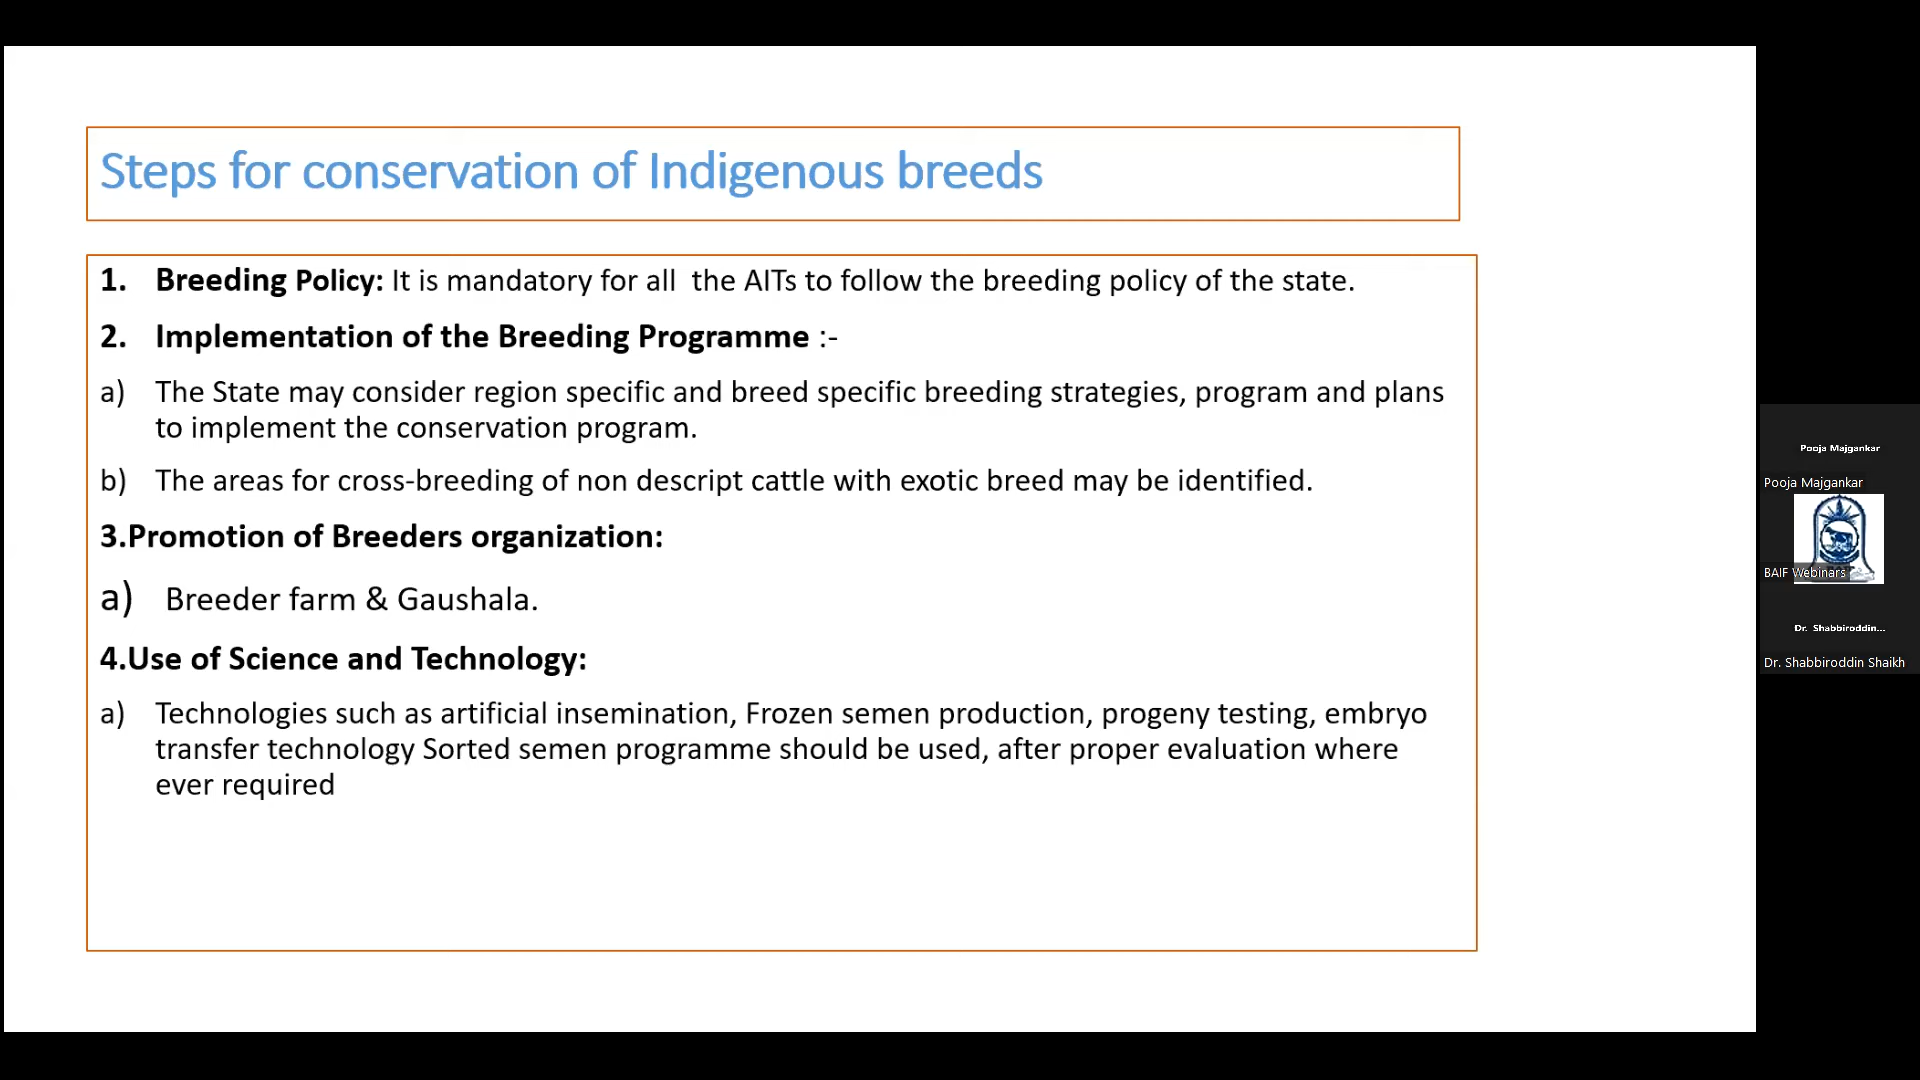 Steps for conservation of Indigenous breeds
1. Breeding Policy: It is mandatory for all the AITs to follow the breeding policy of the state.
2. Implementation of the Breeding Programme :-
a) The State may consider region specific and breed specific breeding strategies, program and plans
to implement the conservation program.
b) The areas for cross-breeding of non descript cattle with exotic breed may be identified.
3.Promotion of Breeders organization:
a) Breeder farm & Gaushala.
4.Use of Science and Technology:
a) Technologies such as artificial insemination, Frozen semen production, progeny testing, embryo
transfer technology Sorted semen programme should be used, after proper evaluation where
ever required
Pooja Majgankar
Pooja Majgankar
BAIF Webinars
Dr. Shabbiroddin...
Dr. Shabbiroddin Shaikh